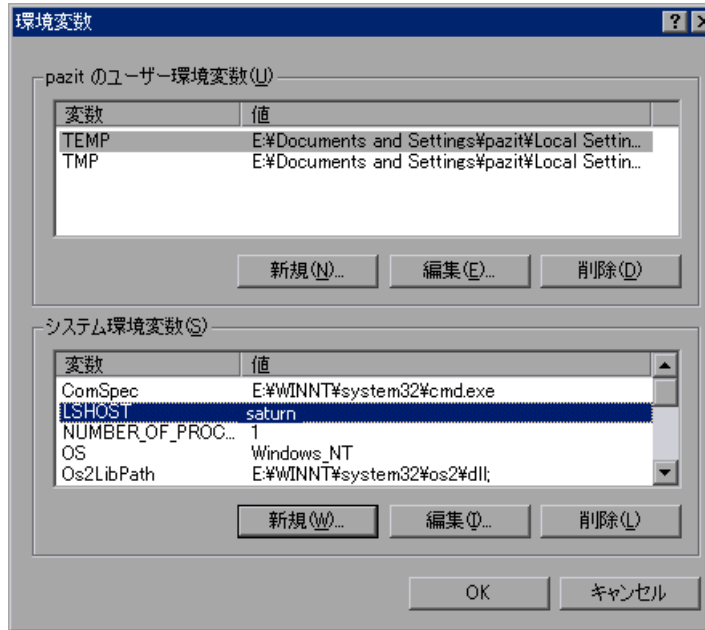 環境変数
pazit のユーザー環境変数(U)
変数 値
TEMP E:¥Documents and Settings¥pazit¥Local Settin...
TMP E:¥Documents and Settings¥pazit¥Local Settin...
新規(N)... 編集(E)... 削除(D)
システム環境変数(S)
変数 値
ComSpec E:¥WINNT¥system32¥cmd.exe
LSHOST saturn
NUMBER_OF_PROC... 1
OS Windows_NT
Os2LibPath E:¥WINNT¥system32¥os2¥dll;
新規(W)... 編集(I)... 削除(L)
OK キャンセル